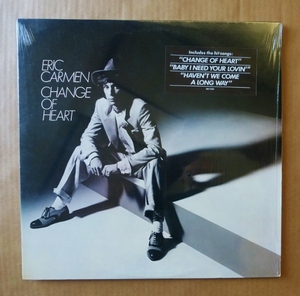 ERIC
CARMEN
CHANGE
OF
HEART
Includes the hit songs:
"CHANGE OF HEART"
"BABY I NEED YOUR LOVIN'"
"HAVEN'T WE COME
A LONG WAY"